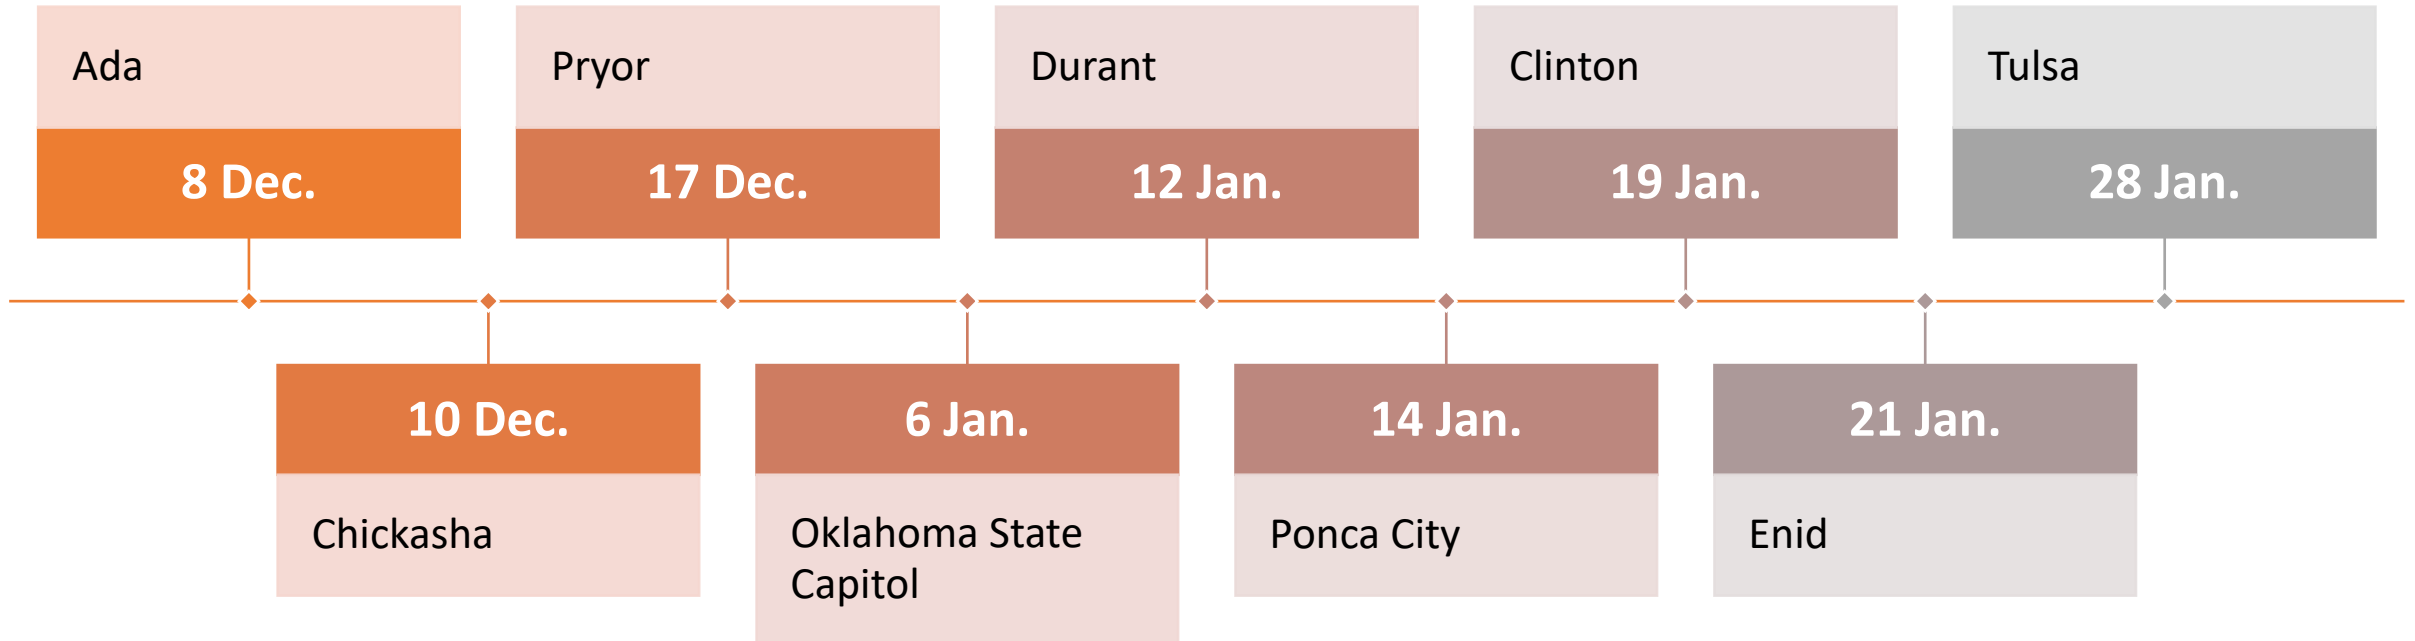 Ada
8 Dec.
10 Dec.
Chickasha
Pryor
17 Dec.
6 Jan.
Oklahoma State
Capitol
Durant
12 Jan.
14 Jan.
Ponca City
Clinton
19 Jan.
21 Jan.
Enid
Tulsa
28 Jan.